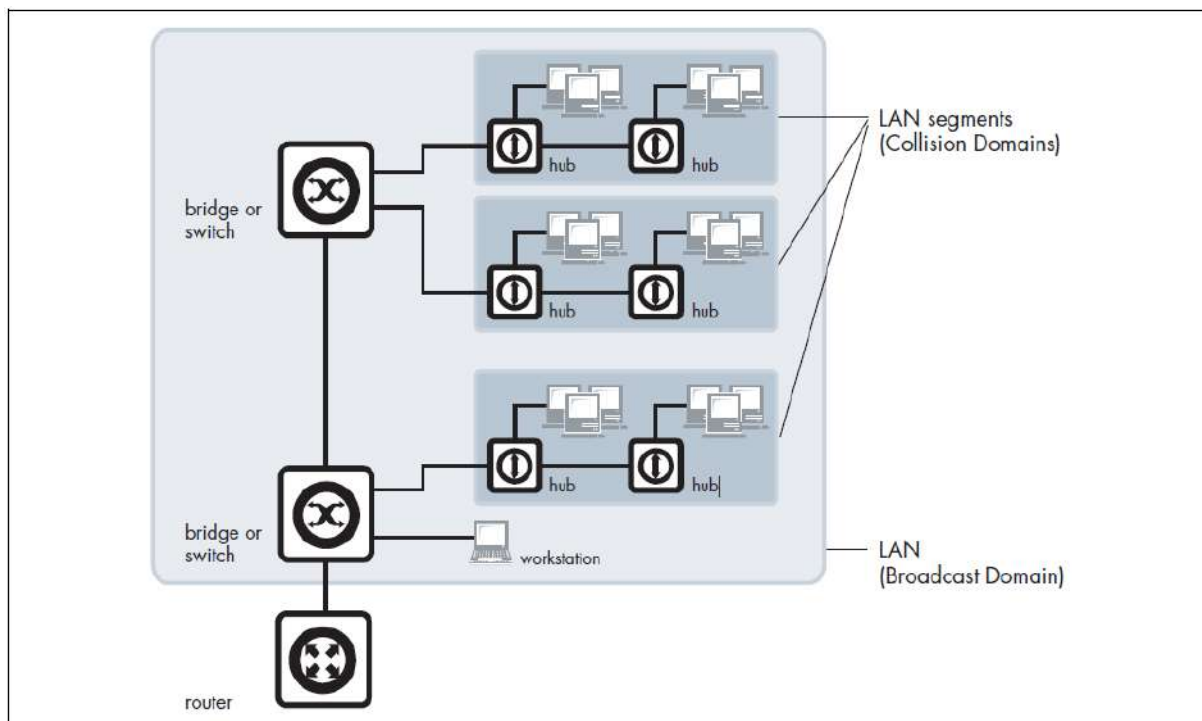 hub
hub
LAN segments
(Collision Domains)
bridge or
switch
hub
hub
hub
hub
bridge or
switch
workstation
LAN
(Broadcast Domain)
router